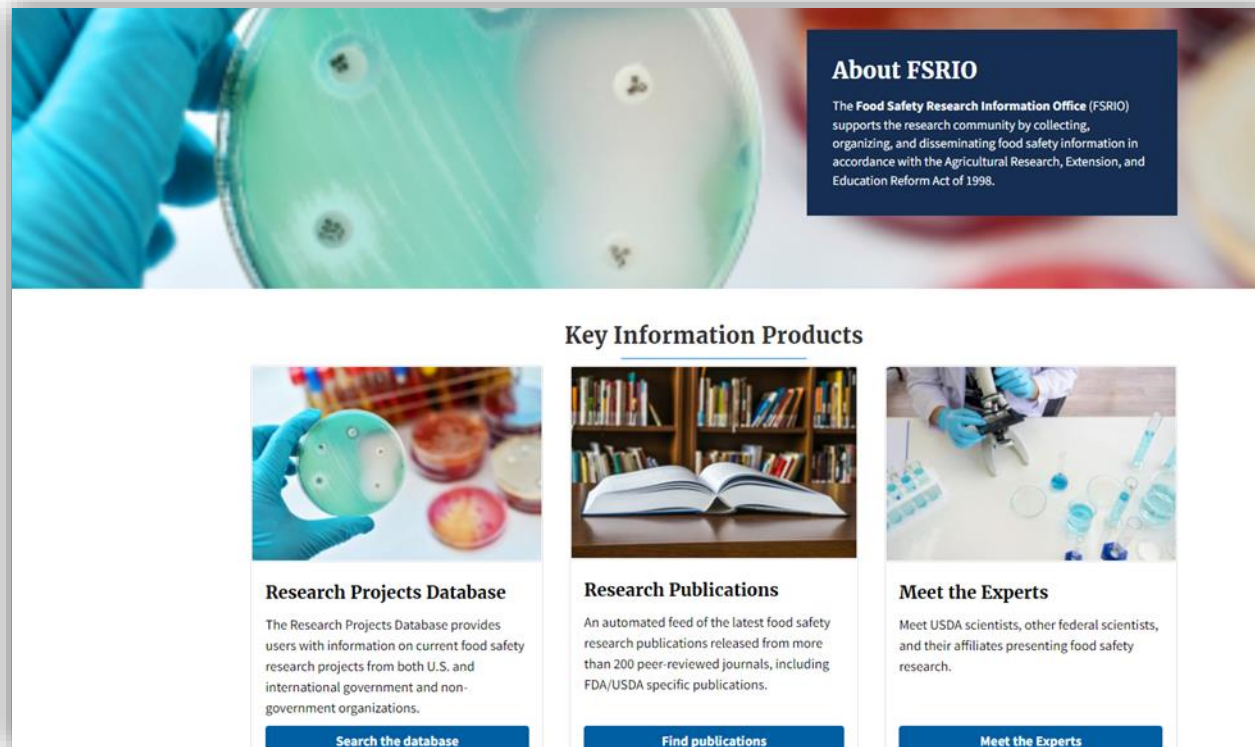 About FSRIO
The Food Safety Research Information Office (FSRIO)
supports the research community by collecting,
organizing, and disseminating food safety information in
accordance with the Agricultural Research, Extension, and
Education Reform Act of 1998.
Key Information Products
Research Projects Database
The Research Projects Database provides
users with information on current food safety
research projects from both U.S. and
international government and non-
government organizations.
Search the database
Research Publications
An automated feed of the latest food safety
research publications released from more
than 200 peer-reviewed journals, including
FDA/USDA specific publications.
Find publications
Meet the Experts
Meet USDA scientists, other federal scientists,
and their affiliates presenting food safety
research.
Meet the Experts